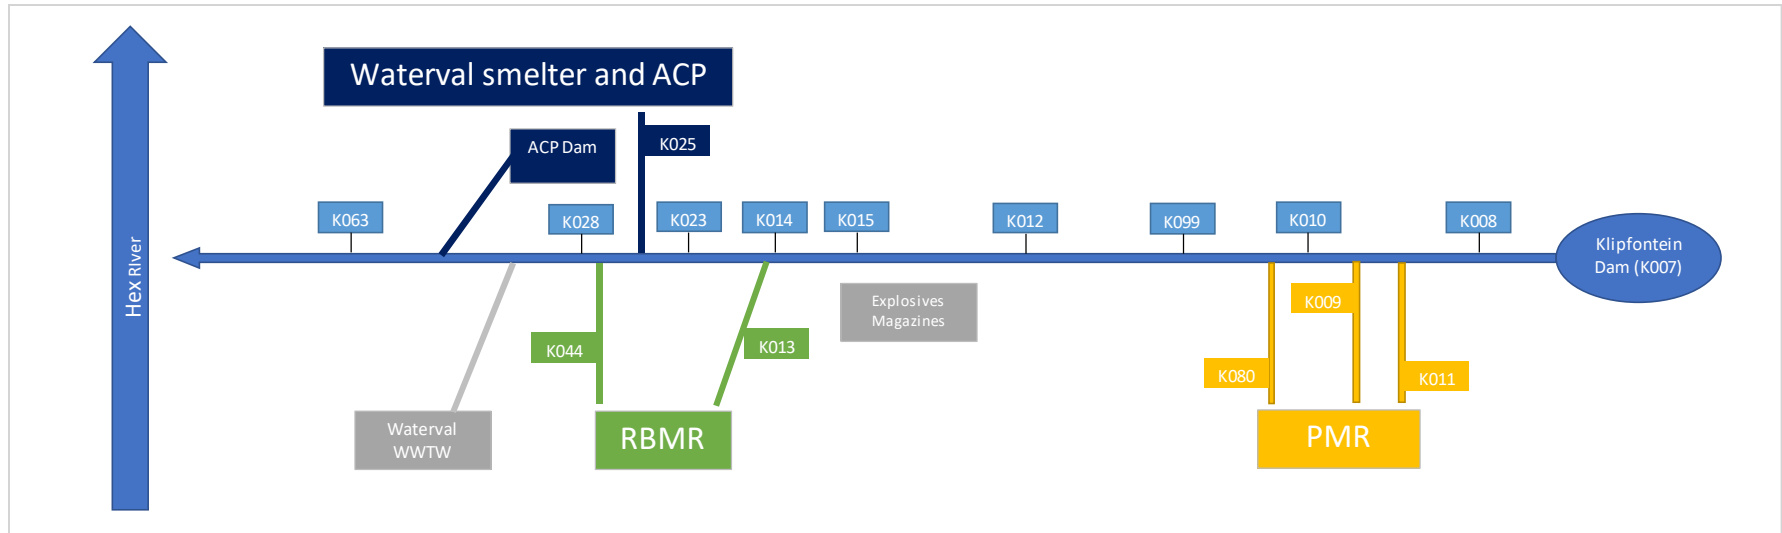 Waterval smelter and ACP
ACP Dam
K025
K063
K028
K023
K014
K015
K012
K099
K010
K008
Klipfontein
Dam (K007)
Hex RIver
Explosives
Magazines
K009
K044
K013
K080
K011
Waterval
WWTW
RBMR
PMR